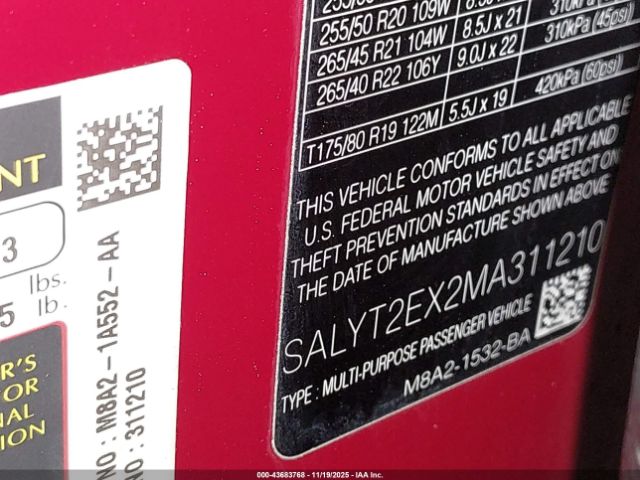 255/50 R20 109W 8.5J x 21 310kPa (45psi)
265/45 R21 104W 9.0J x 22 310kPa (45psi)
265/40 R22 106Y
T175/80 R19 122M 5.5J x 19 420kPa (60psi)
THIS VEHICLE CONFORMS TO ALL APPLICABLE
U.S. FEDERAL MOTOR VEHICLE SAFETY AND
THEFT PREVENTION STANDARDS IN EFFECT ON
THE DATE OF MANUFACTURE SHOWN ABOVE
SALYT2EX2MA311210
TYPE : MULTI-PURPOSE PASSENGER VEHICLE
M8A2-1532-BA
NT
3
lbs.
5 lb.
R'S
OR
NAL
ION
NO : M8A2-1A552-AA
NO : 311210
000-43683768 - 11/19/2025 - IAA Inc.